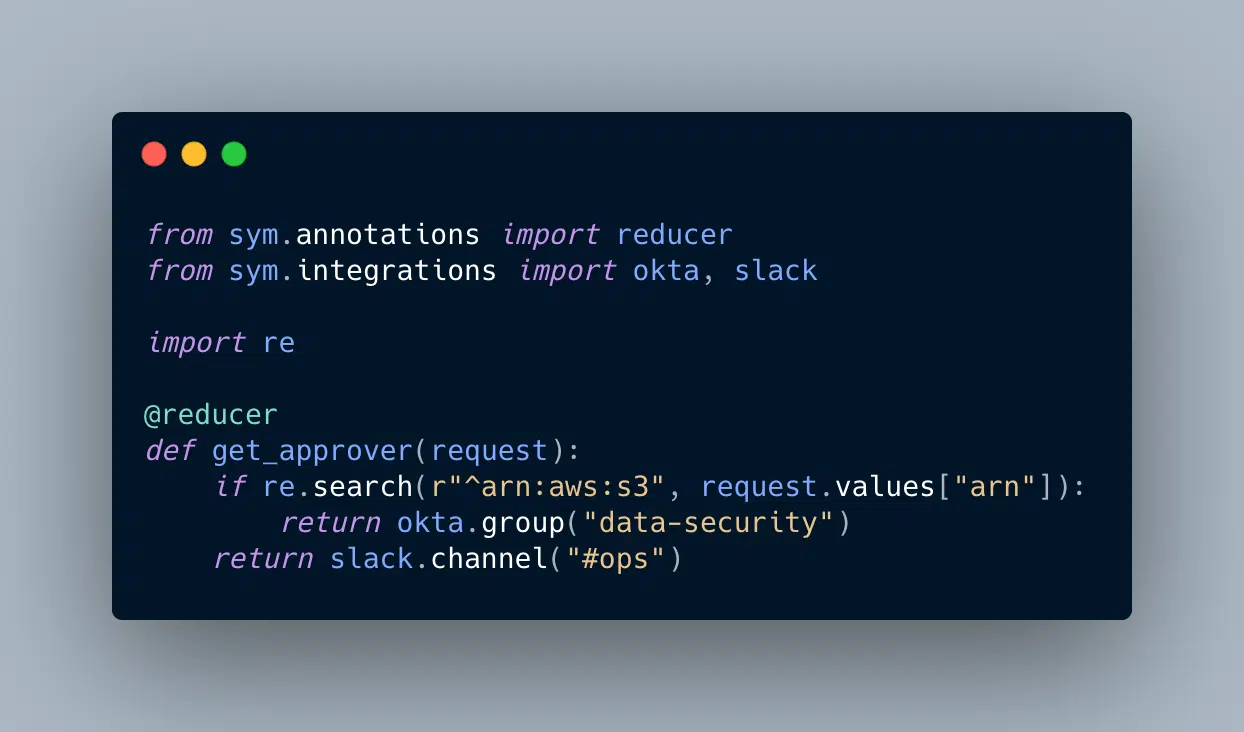 from sym.annotations import reducer
from sym.integrations import okta, slack

import re

@reducer
def get_approver(request):
    if re.search(r"^arn:aws:s3", request.values["arn"]):
        return okta.group("data-security")
    return slack.channel("#ops")